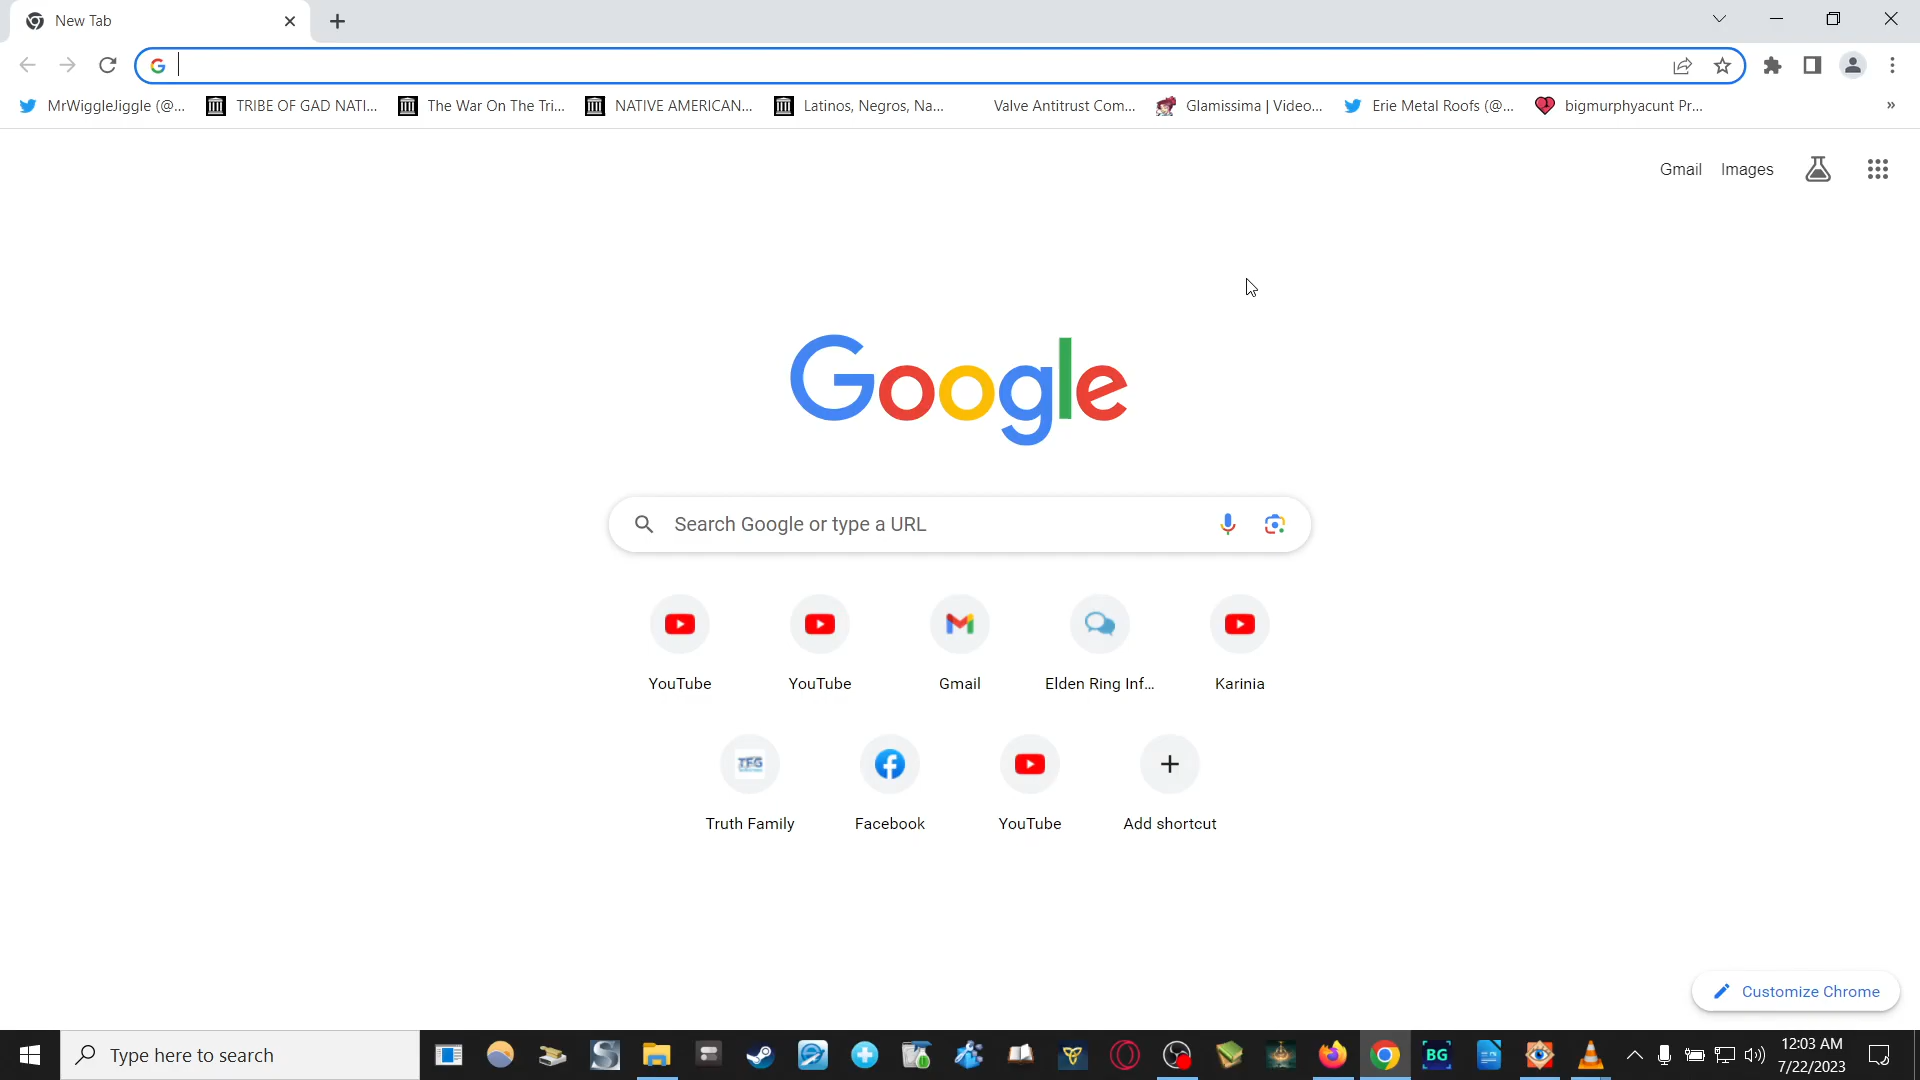 New Tab
MrWiggleJiggle (@...
TRIBE OF GAD NATI...
The War On The Tri...
NATIVE AMERICAN...
Latinos, Negros, Na...
Valve Antitrust Com...
Glamissima | Video...
Erie Metal Roofs (@...
bigmurphyacunt Pr...
»
Gmail
Images
Google
Search Google or type a URL
YouTube
YouTube
Gmail
Elden Ring Inf...
Karinia
TFG
Truth Family
Facebook
YouTube
Add shortcut
Customize Chrome
Type here to search
BG
12:03 AM
7/22/2023